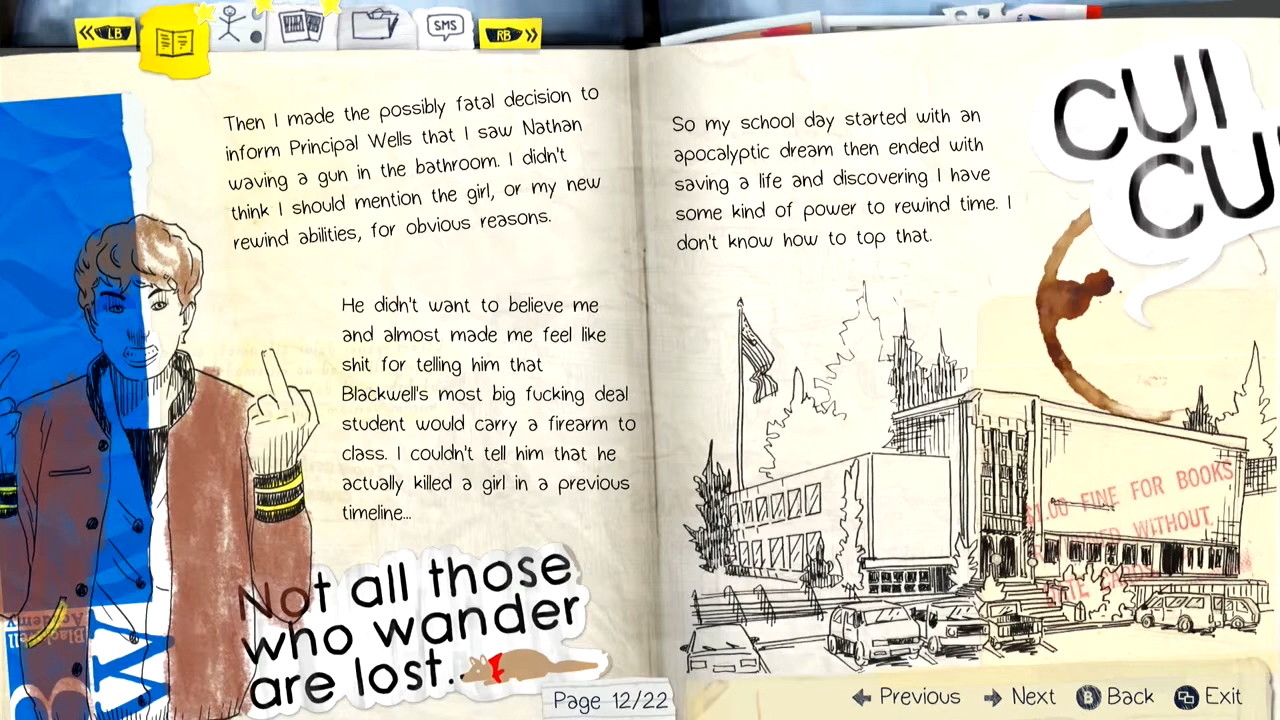 LB
SMS
RB
Then I made the possibly fatal decision to
inform Principal Wells that I saw Nathan
waving a gun in the bathroom. I didn't
think I should mention the girl, or my new
rewind abilities, for obvious reasons.
He didn't want to believe me
and almost made me feel like
shit for telling him that
Blackwell's most big fucking deal
student would carry a firearm to
class. I couldn't tell him that he
actually killed a girl in a previous
timeline...
Not all those
who wander
are lost.
Page 12/22
So my school day started with an
apocalyptic dream then ended with
saving a life and discovering I have
some kind of power to rewind time. I
don't know how to top that.
CUI
CUI
$1.00 FINE FOR BOOKS
WITHOUT
Previous
Next
B Back
Exit